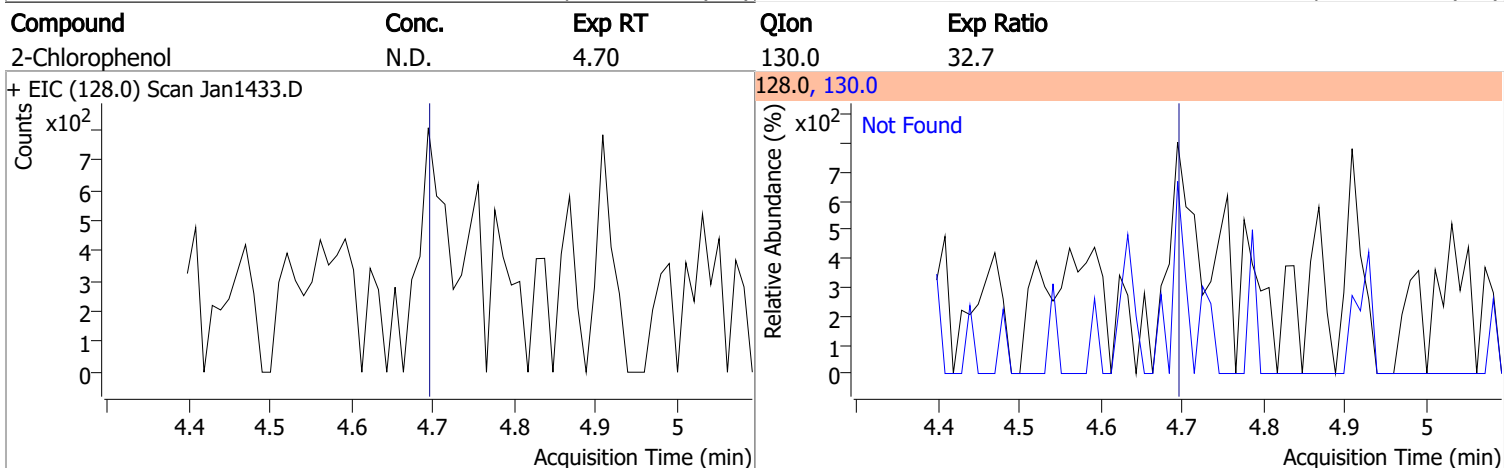 Compound Conc. Exp RT QIon Exp Ratio
2-Chlorophenol N.D. 4.70 130.0 32.7
+ EIC (128.0) Scan Jan1433.D
Counts
x10²
7
6
5
4
3
2
1
0
4.4 4.5 4.6 4.7 4.8 4.9 5
Acquisition Time (min)
128.0, 130.0
Relative Abundance (%)
x10²
Not Found
7
6
5
4
3
2
1
0
4.4 4.5 4.6 4.7 4.8 4.9 5
Acquisition Time (min)